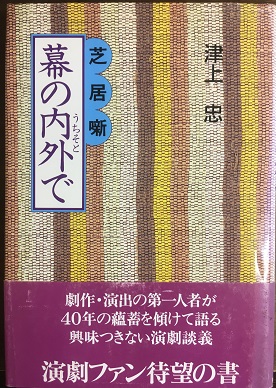 津上 忠
芝居噺
幕の内外で
うちそと
劇作・演出の第一人者が
40年の蘊蓄を傾けて語る
興味つきない演劇談義
演劇ファン待望の書